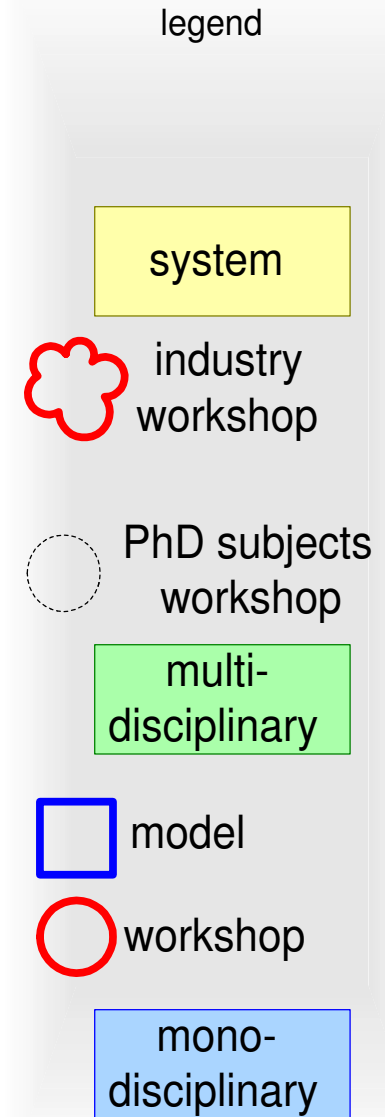 legend
system
industry
workshop
PhD subjects
workshop
multi-
disciplinary
model
workshop
mono-
disciplinary